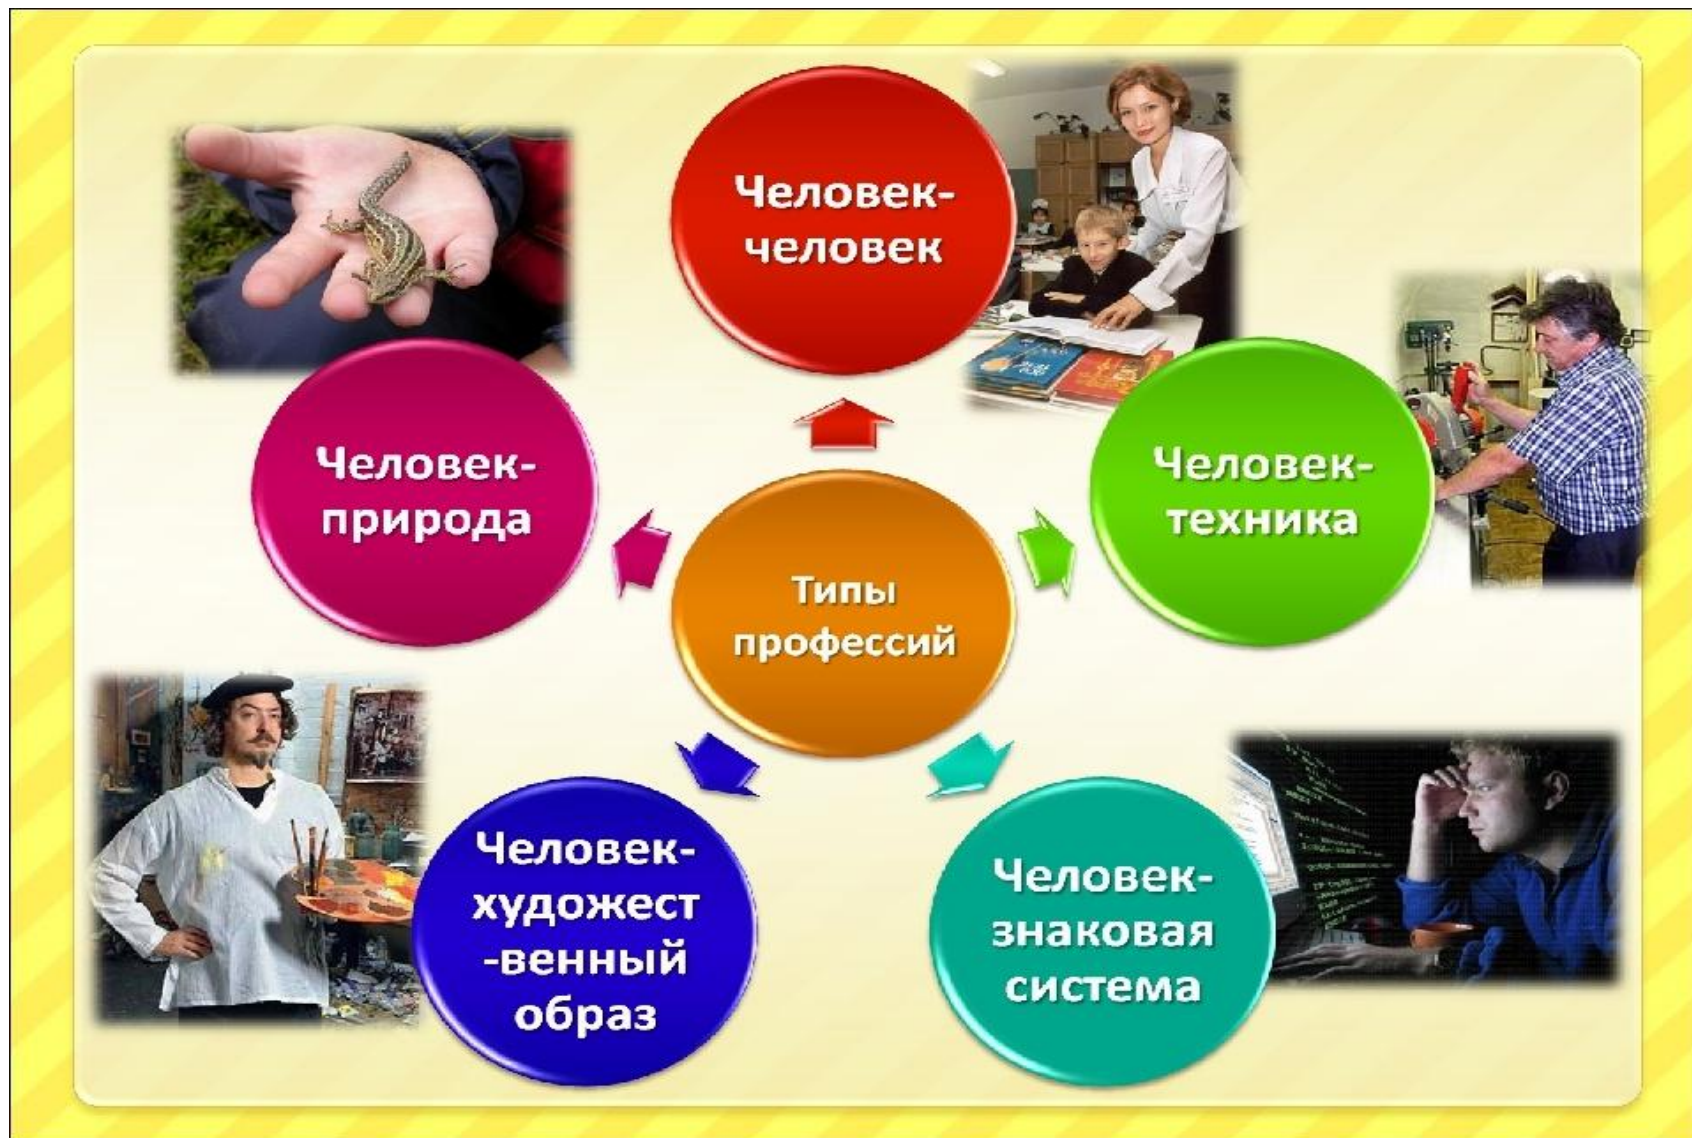 Человек-
человек
Человек-
природа
Человек-
техника
Типы
профессий
Человек-
художест
-венный
образ
Человек-
знаковая
система